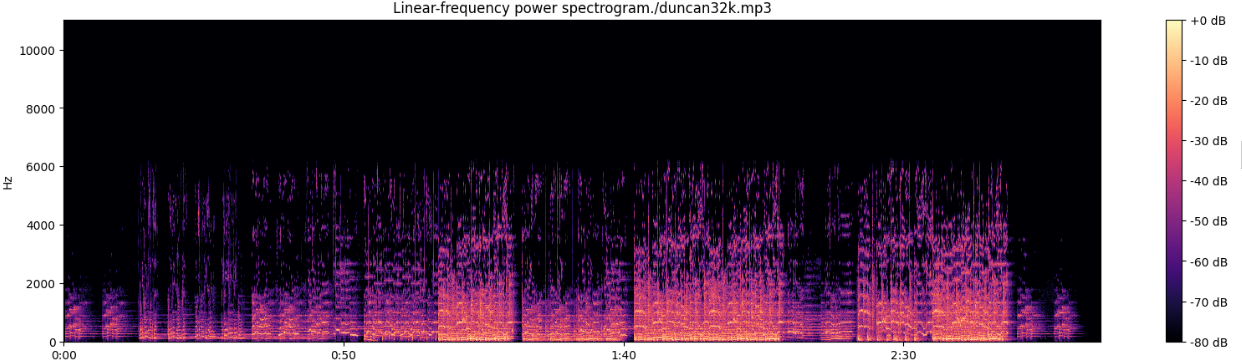 Linear-frequency power spectrogram./duncan32k.mp3
10000
8000
6000
4000
2000
0
Hz
0:00
0:50
1:40
2:30
+0 dB
-10 dB
-20 dB
-30 dB
-40 dB
-50 dB
-60 dB
-70 dB
-80 dB